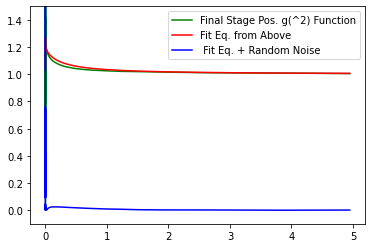 Final Stage Pos. g(^2) Function
Fit Eq. from Above
Fit Eq. + Random Noise
1.4
1.2
1.0
0.8
0.6
0.4
0.2
0.0
0 1 2 3 4 5